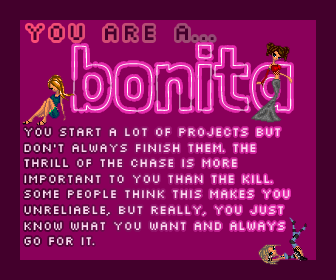 YOU ARE A...
bonita
YOU START A LOT OF PROJECTS BUT
DON'T ALWAYS FINISH THEM. THE
THRILL OF THE CHASE IS MORE
IMPORTANT TO YOU THAN THE KILL.
SOME PEOPLE THINK THIS MAKES YOU
UNRELIABLE, BUT REALLY, YOU JUST
KNOW WHAT YOU WANT AND ALWAYS
GO FOR IT.